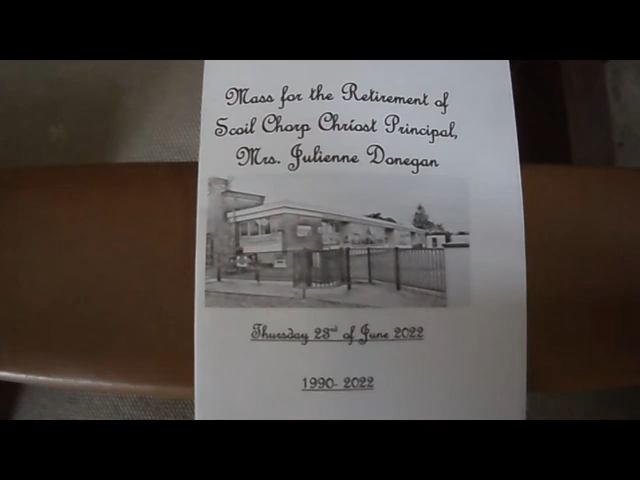 Mass for the Retirement of
Scoil Chorp Chríost Principal,
Mrs. Julienne Donegan
Thursday 23rd of June 2022
1990- 2022